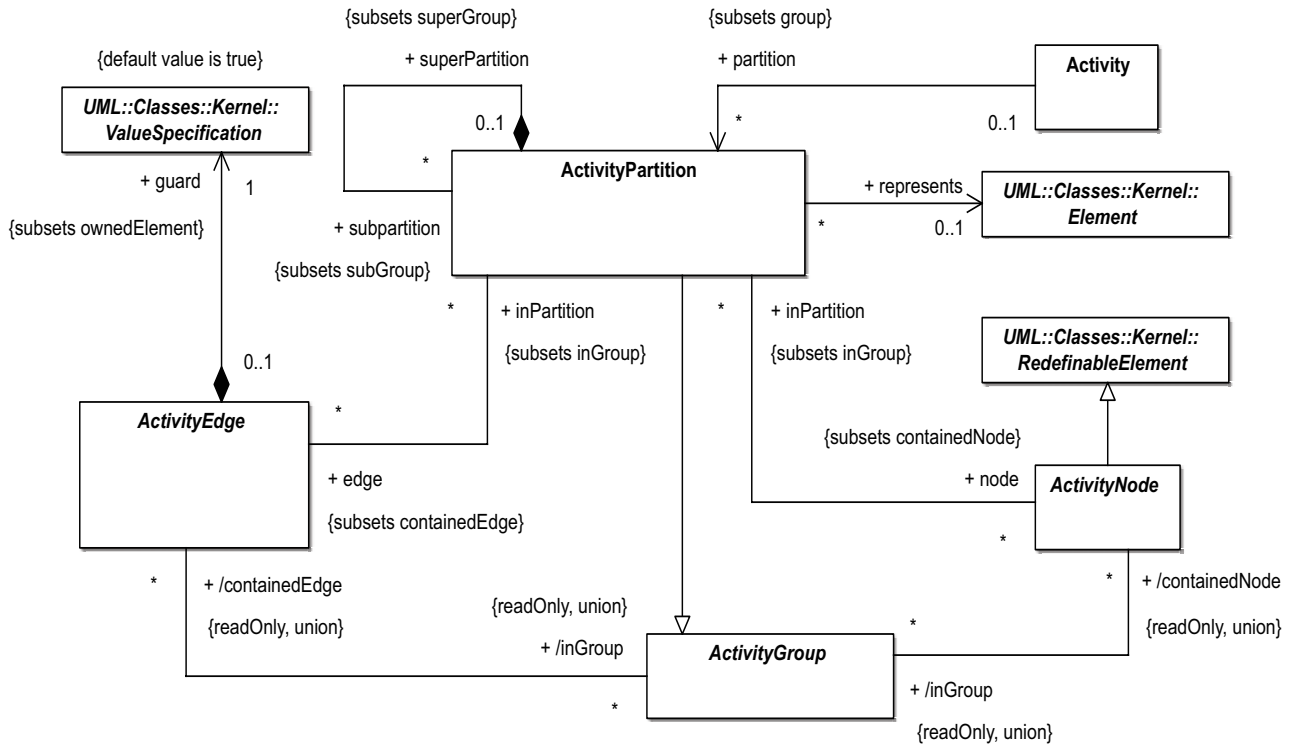 {subsets superGroup}
{subsets group}
{default value is true}
+ superPartition
+ partition
Activity
UML::Classes::Kernel::
ValueSpecification
0..1
*
0..1
*
ActivityPartition
+ guard
1
+ represents
UML::Classes::Kernel::
Element
{subsets ownedElement}
+ subpartition
*
0..1
{subsets subGroup}
*
+ inPartition
*
+ inPartition
{subsets inGroup}
{subsets inGroup}
UML::Classes::Kernel::
RedefinableElement
0..1
ActivityEdge
*
{subsets containedNode}
+ edge
+ node
ActivityNode
{subsets containedEdge}
*
*
+ /containedEdge
*
+ /containedNode
{readOnly, union}
{readOnly, union}
*
{readOnly, union}
+ /inGroup
ActivityGroup
*
+ /inGroup
{readOnly, union}